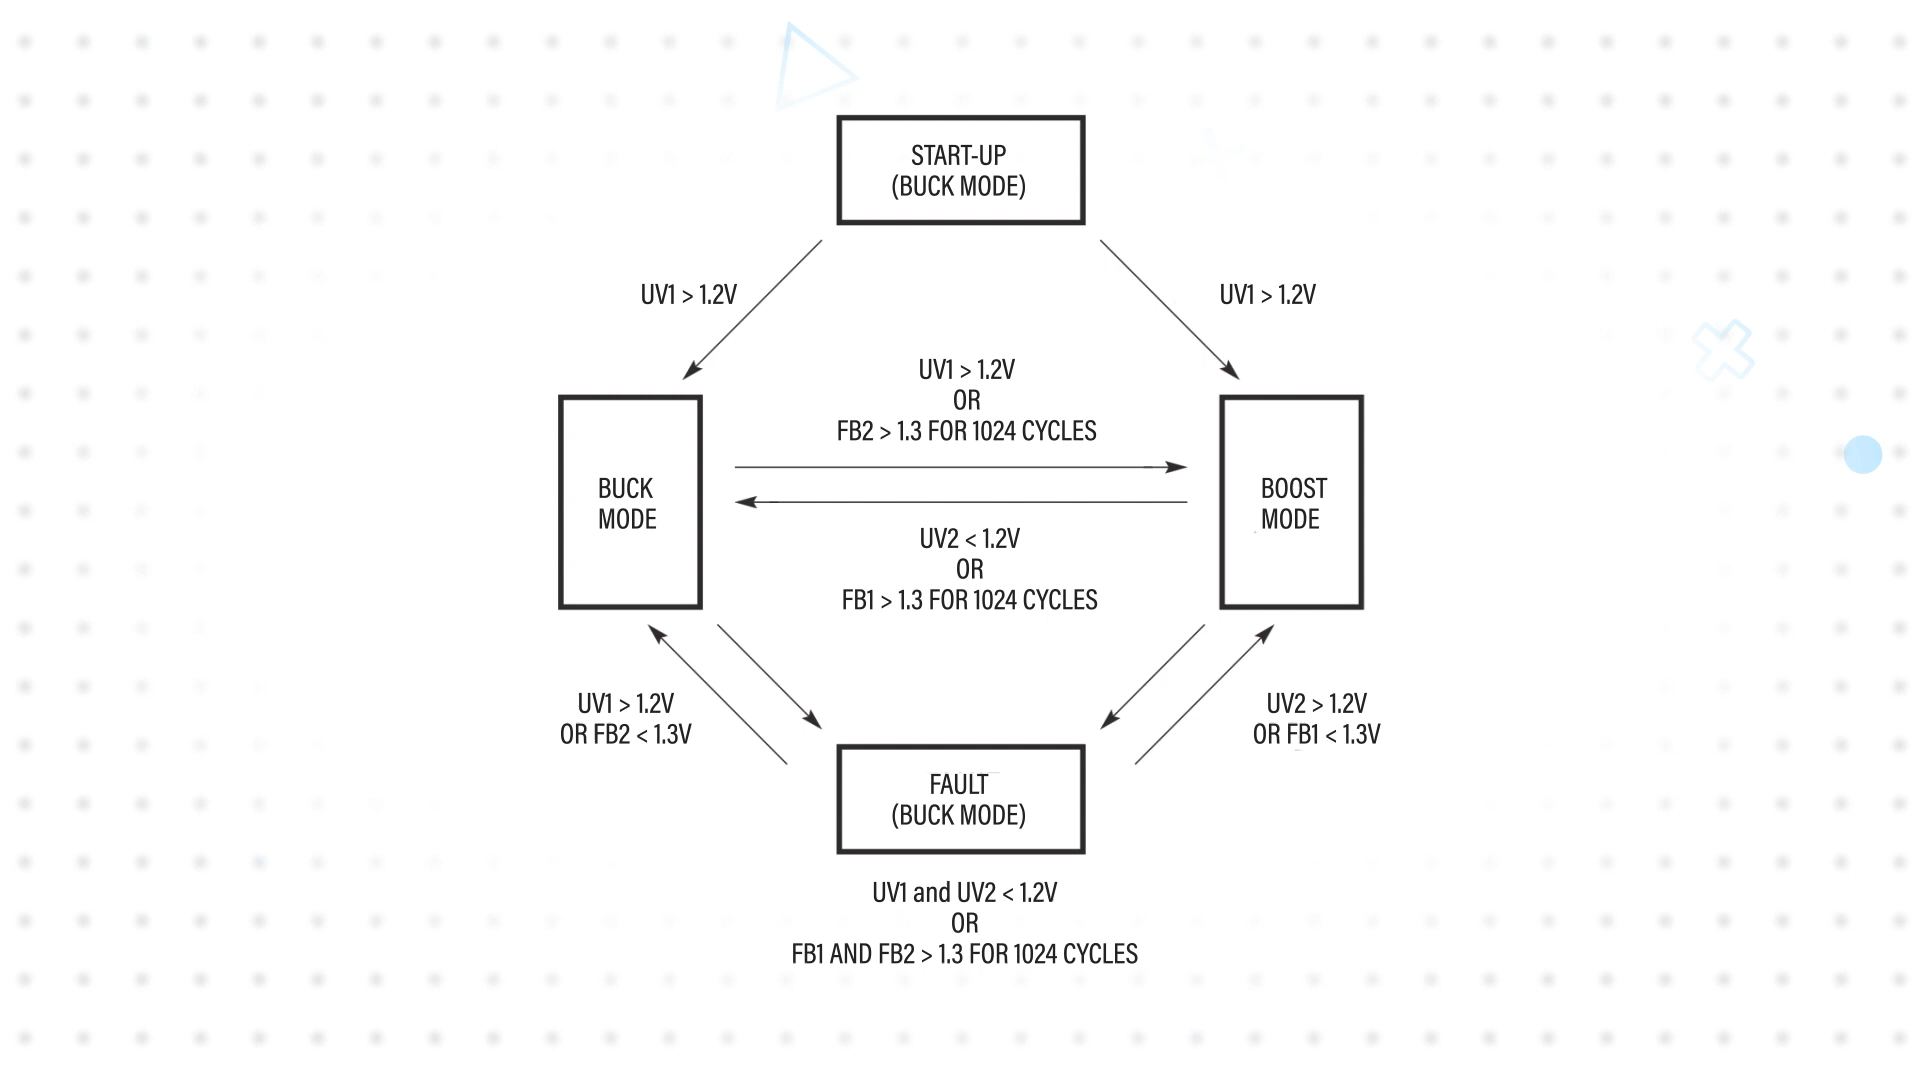 START-UP
(BUCK MODE)
UV1 > 1.2V
UV1 > 1.2V
UV1 > 1.2V
OR
FB2 > 1.3 FOR 1024 CYCLES
BUCK
MODE
BOOST
MODE
UV2 < 1.2V
OR
FB1 > 1.3 FOR 1024 CYCLES
UV1 > 1.2V
OR FB2 < 1.3V
UV2 > 1.2V
OR FB1 < 1.3V
FAULT
(BUCK MODE)
UV1 and UV2 < 1.2V
OR
FB1 AND FB2 > 1.3 FOR 1024 CYCLES